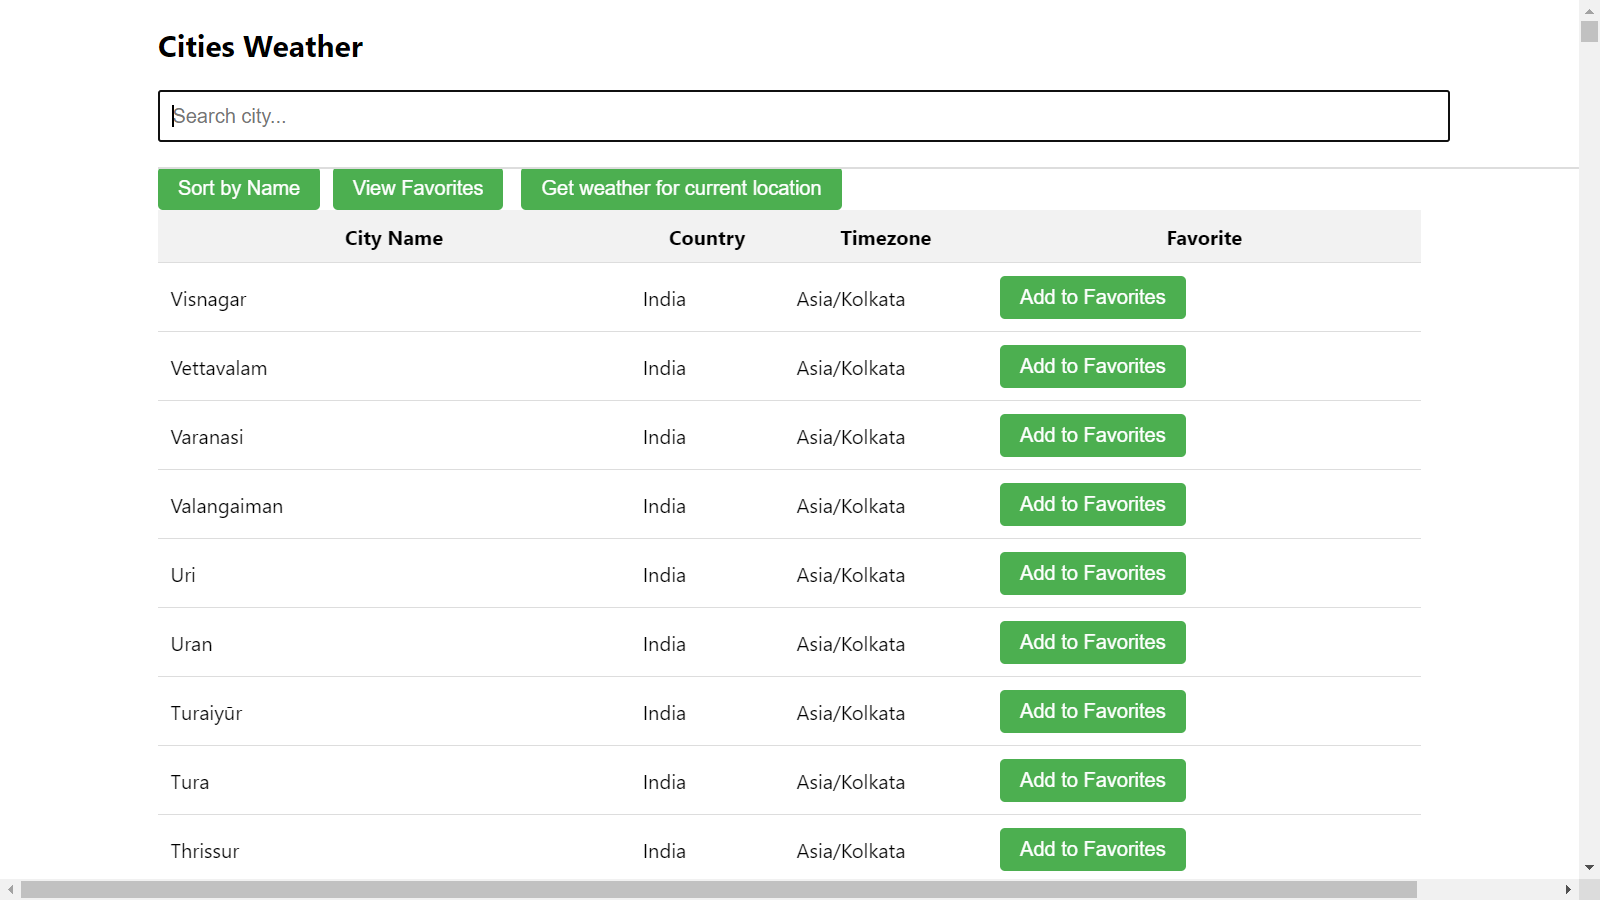 Cities Weather
Search city...
Sort by Name View Favorites Get weather for current location
City Name Country Timezone Favorite
Visnagar India Asia/Kolkata Add to Favorites
Vettavalam India Asia/Kolkata Add to Favorites
Varanasi India Asia/Kolkata Add to Favorites
Valangaiman India Asia/Kolkata Add to Favorites
Uri India Asia/Kolkata Add to Favorites
Uran India Asia/Kolkata Add to Favorites
Turaiyūr India Asia/Kolkata Add to Favorites
Tura India Asia/Kolkata Add to Favorites
Thrissur India Asia/Kolkata Add to Favorites